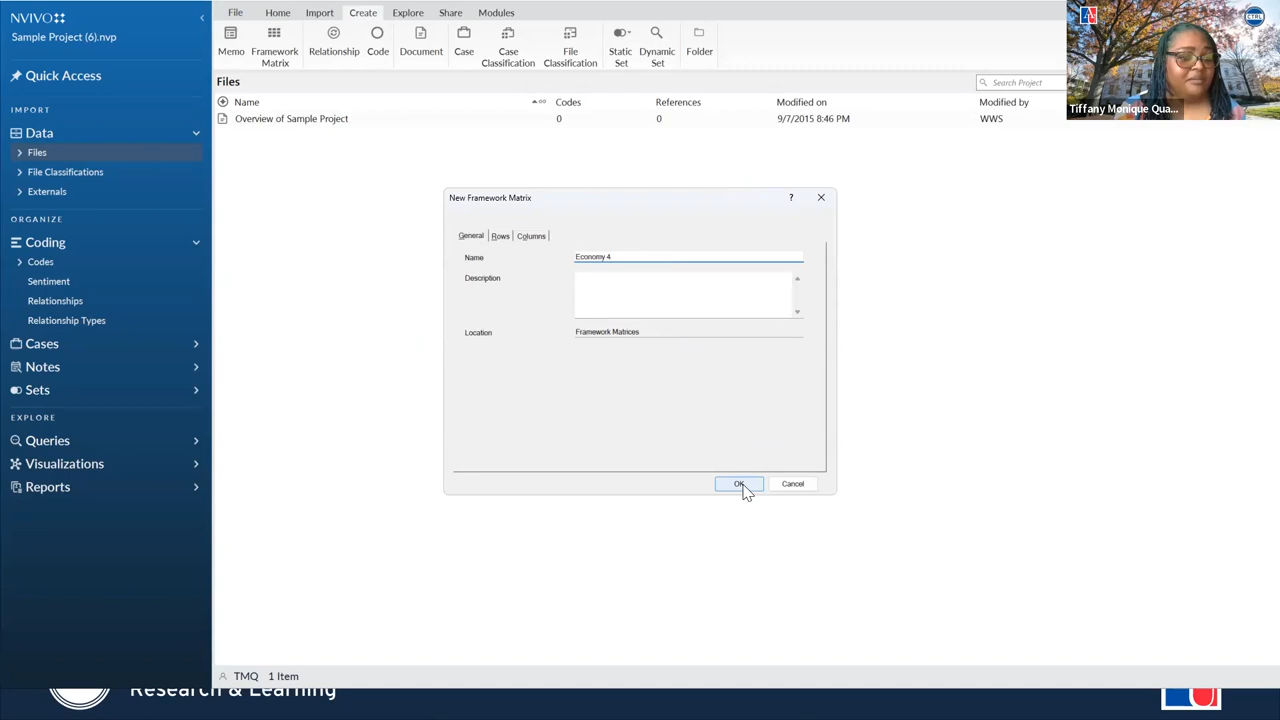 NVIVO
Sample Project (6).nvp
Quick Access
IMPORT
Data
Files
File Classifications
Externals
ORGANIZE
Coding
Codes
Sentiment
Relationships
Relationship Types
Cases
Notes
Sets
EXPLORE
Queries
Visualizations
Reports
File Home Import Create Explore Share Modules
Memo Framework Matrix Relationship Code Document Case Case Classification File Classification Static Set Dynamic Set Folder
Files
Search Project
Name Codes References Modified on Modified by
Overview of Sample Project 0 0 9/7/2015 8:46 PM WWS
New Framework Matrix ?
General Rows Columns
Name Economy 4
Description
Location Framework Matrices
OK Cancel
TMQ 1 Item
Tiffany Monique Qua...
CTRL
Research & Learning